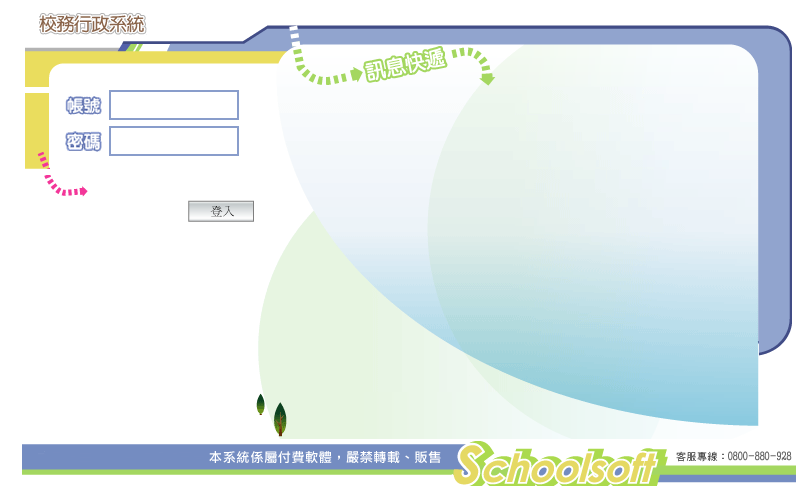 校務行政系統
訊息快遞
帳號
密碼
登入
本系統係屬付費軟體，嚴禁轉載、販售
Schoolsoft
客服專線：0800-880-928